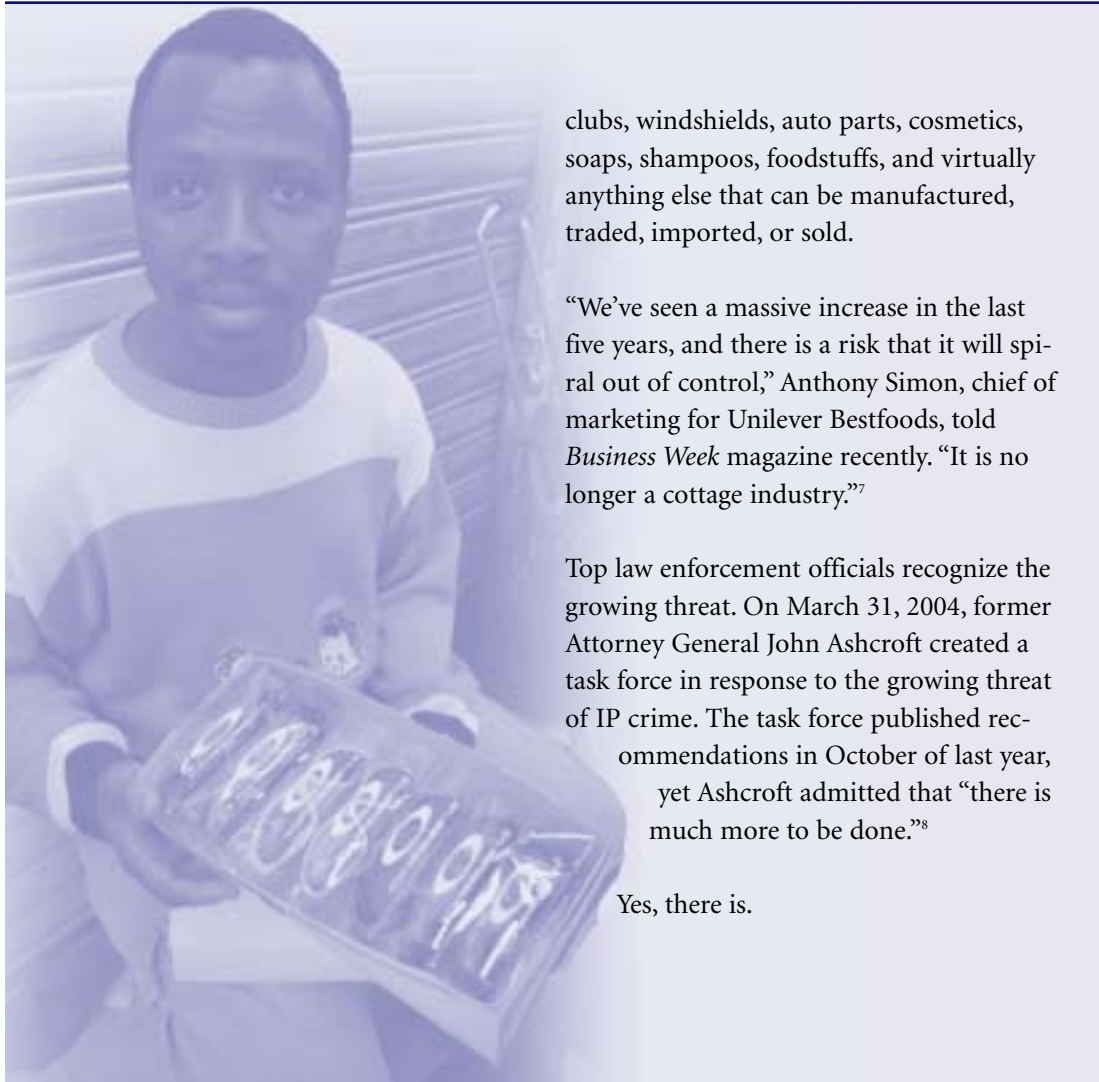 clubs, windshields, auto parts, cosmetics,
soaps, shampoos, foodstuffs, and virtually
anything else that can be manufactured,
traded, imported, or sold.
“We’ve seen a massive increase in the last
five years, and there is a risk that it will spi-
ral out of control,” Anthony Simon, chief of
marketing for Unilever Bestfoods, told
Business Week magazine recently. “It is no
longer a cottage industry.”7
Top law enforcement officials recognize the
growing threat. On March 31, 2004, former
Attorney General John Ashcroft created a
task force in response to the growing threat
of IP crime. The task force published rec-
ommendations in October of last year,
yet Ashcroft admitted that “there is
much more to be done.”8
Yes, there is.